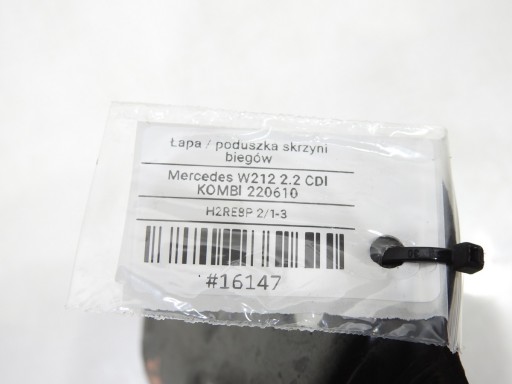 Łapa / poduszka skrzyni
biegów
Mercedes W212 2.2 CDI
KOMBI 220610
H2RE8P 2/1-3
#16147